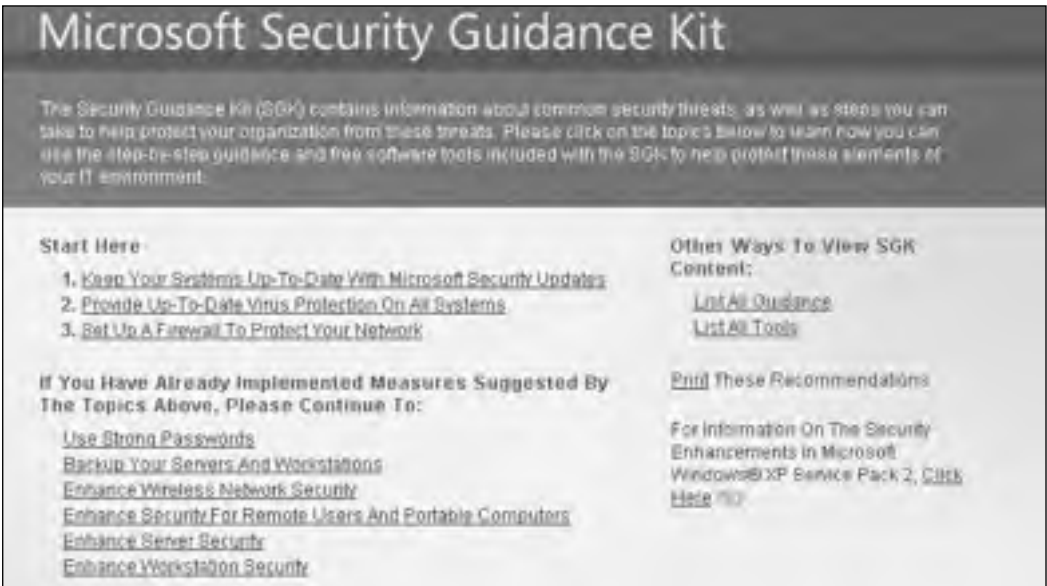 Microsoft Security Guidance Kit
The Security Guidance Kit (SGK) contains information about common security threats, as well as steps you can
take to help protect your organization from these threats. Please click on the topics below to learn how you can
use the step-by-step guidance and free software tools included with the SGK to help protect these elements of
your IT environment.
Start Here
1. Keep Your Systems Up-To-Date With Microsoft Security Updates
2. Provide Up-To-Date Virus Protection On All Systems
3. Set Up A Firewall To Protect Your Network
If You Have Already Implemented Measures Suggested By
The Topics Above, Please Continue To:
Use Strong Passwords
Backup Your Servers And Workstations
Enhance Wireless Network Security
Enhance Security For Remote Users And Portable Computers
Enhance Server Security
Enhance Workstation Security
Other Ways To View SGK
Content:
List All Guidance
List All Tools
Print These Recommendations
For Information On The Security
Enhancements In Microsoft
Windows® XP Service Pack 2, Click
Here